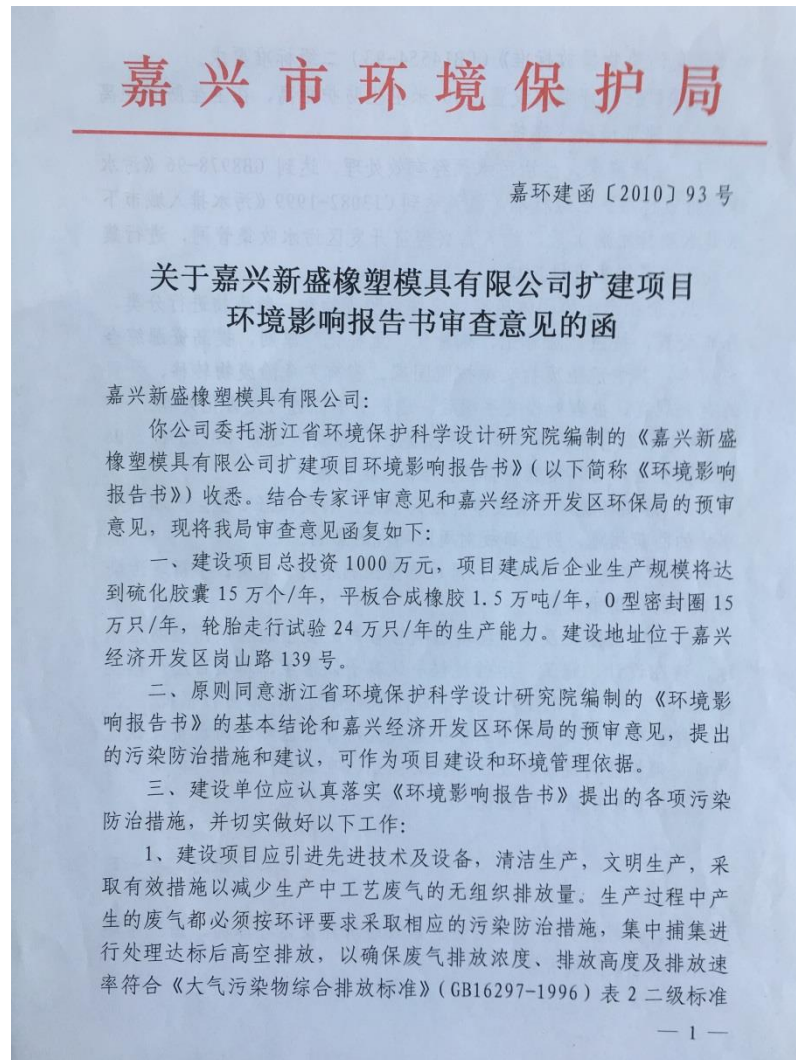 嘉兴市环境保护局
嘉环建函〔2010〕93号
关于嘉兴新盛橡塑模具有限公司扩建项目
环境影响报告书审查意见的函
嘉兴新盛橡塑模具有限公司：
你公司委托浙江省环境保护科学设计研究院编制的《嘉兴新盛
橡塑模具有限公司扩建项目环境影响报告书》（以下简称《环境影响
报告书》）收悉。结合专家评审意见和嘉兴经济开发区环保局的预审
意见，现将我局审查意见函复如下：
一、建设项目总投资1000万元，项目建成后企业生产规模将达
到硫化胶囊15万个/年，平板合成橡胶1.5万吨/年，O型密封圈15
万只/年，轮胎走行试验24万只/年的生产能力。建设地址位于嘉兴
经济开发区岗山路139号。
二、原则同意浙江省环境保护科学设计研究院编制的《环境影
响报告书》的基本结论和嘉兴经济开发区环保局的预审意见，提出
的污染防治措施和建议，可作为项目建设和环境管理依据。
三、建设单位应认真落实《环境影响报告书》提出的各项污染
防治措施，并切实做好以下工作：
1、建设项目应引进先进技术及设备，清洁生产，文明生产，采
取有效措施以减少生产中工艺废气的无组织排放量。生产过程中产
生的废气都必须按环评要求采取相应的污染防治措施，集中捕集进
行处理达标后高空排放，以确保废气排放浓度、排放高度及排放速
率符合《大气污染物综合排放标准》（GB16297-1996）表2二级标准
— 1 —